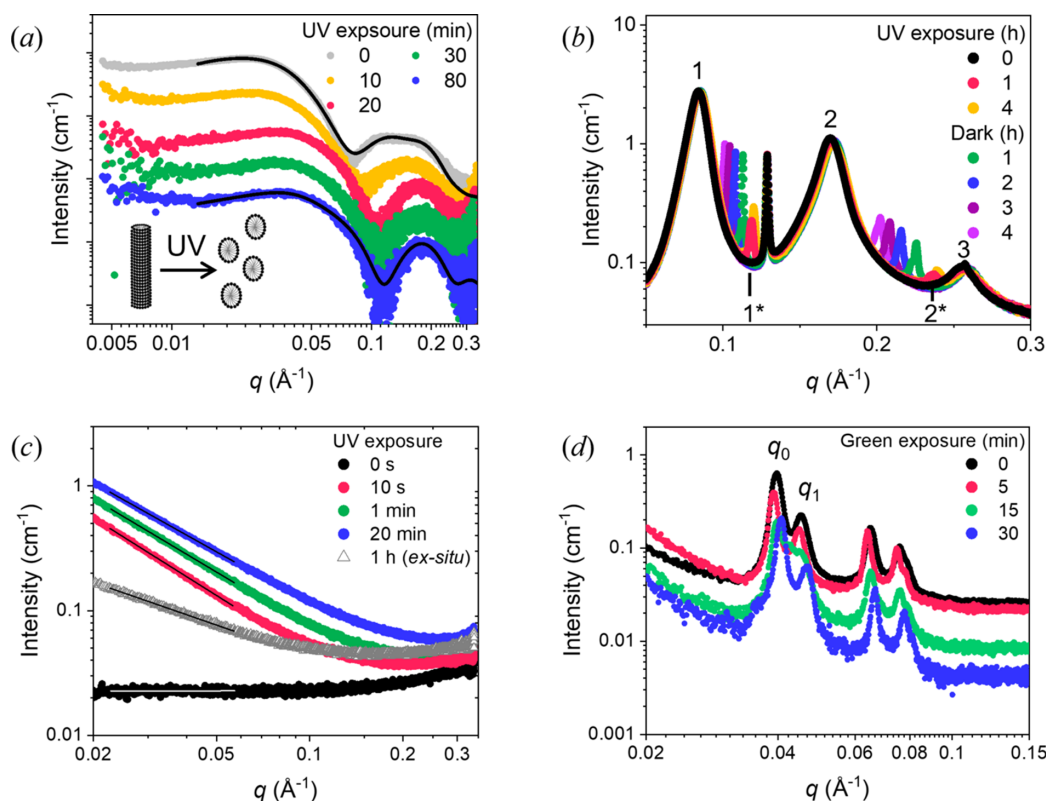 (a)
UV expsoure (min)
0 30
10 80
20
UV
Intensity (cm-1)
0.005 0.01 0.05 0.1 0.2 0.3
q (Å-1)
(b)
UV exposure (h)
0
1
4
Dark (h)
1
2
3
4
1
2
3
1*
2*
10
1
0.1
Intensity (cm-1)
0.1 0.2 0.3
q (Å-1)
(c)
UV exposure
0 s
10 s
1 min
20 min
1 h (ex-situ)
1
0.1
0.01
Intensity (cm-1)
0.02 0.05 0.1 0.3
q (Å-1)
(d)
Green exposure (min)
0
5
15
30
q0
q1
1
0.1
0.01
0.001
Intensity (cm-1)
0.02 0.04 0.06 0.08 0.1 0.15
q (Å-1)